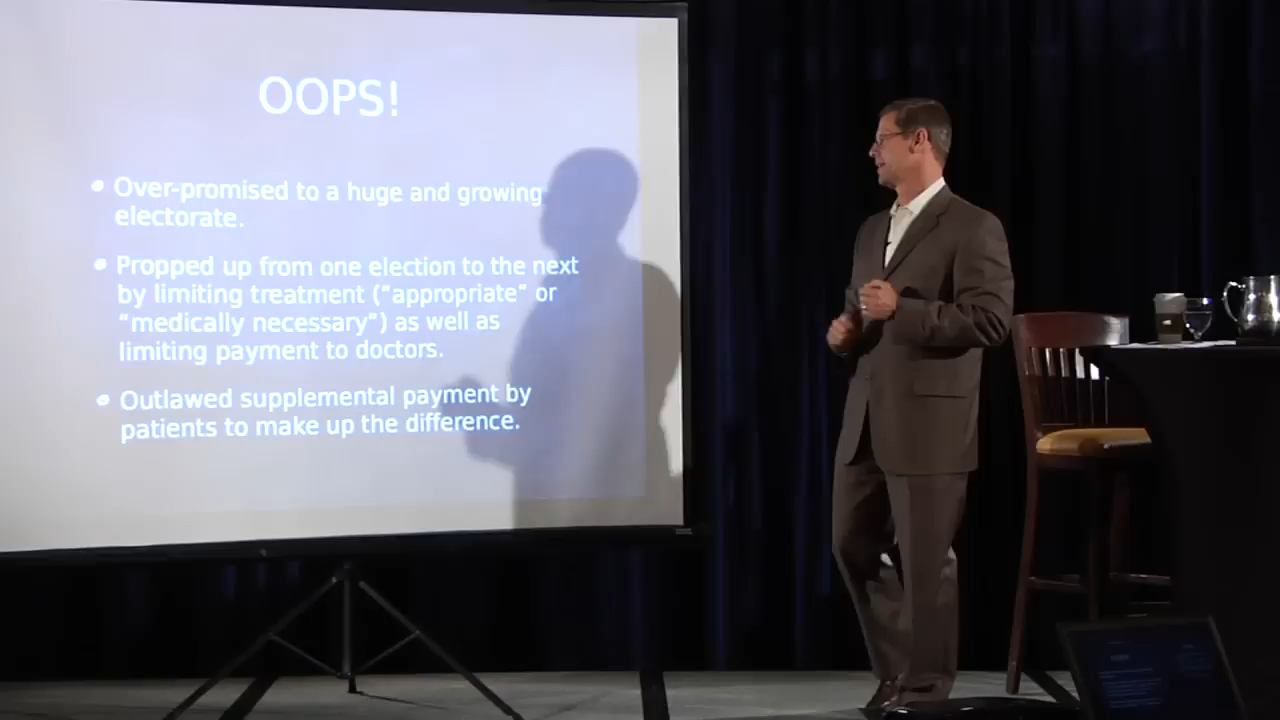 OOPS!
• Over-promised to a huge and growing
electorate.
• Propped up from one election to the next
by limiting treatment (“appropriate” or
“medically necessary”) as well as
limiting payment to doctors.
• Outlawed supplemental payment by
patients to make up the difference.